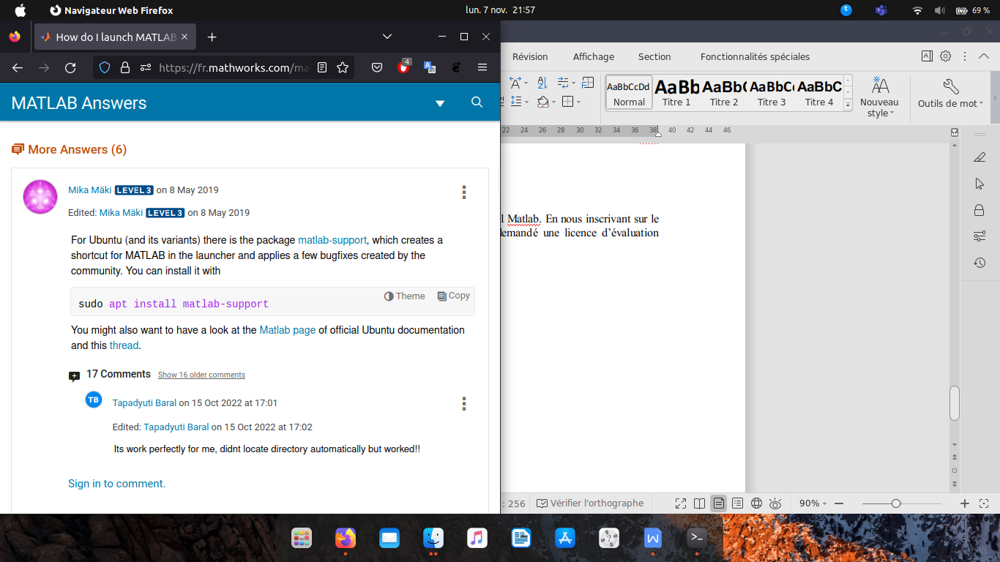 Navigateur Web Firefox
lun. 7 nov. 21:57
69 %
How do I launch MATLAB
https://fr.mathworks.com/ma
4
MATLAB Answers
More Answers (6)
Mika Mäki LEVEL 3 on 8 May 2019
Edited: Mika Mäki LEVEL 3 on 8 May 2019
For Ubuntu (and its variants) there is the package matlab-support, which creates a
shortcut for MATLAB in the launcher and applies a few bugfixes created by the
community. You can install it with
Theme Copy
sudo apt install matlab-support
You might also want to have a look at the Matlab page of official Ubuntu documentation
and this thread.
17 Comments Show 16 older comments
TB
Tapadyuti Baral on 15 Oct 2022 at 17:01
Edited: Tapadyuti Baral on 15 Oct 2022 at 17:02
Its work perfectly for me, didnt locate directory automatically but worked!!
Sign in to comment.
Révision Affichage Section Fonctionnalités spéciales
AaBbCcDd AaBb AaBb( AaBbC AaBbC
Normal Titre 1 Titre 2 Titre 3 Titre 4
Nouveau
style
Outils de mot
22 24 26 28 30 32 34 36 38 40 42 44 46
l Matlab. En nous inscrivant sur le
demandé une licence d'évaluation
: 256 Vérifier l'orthographe 90%